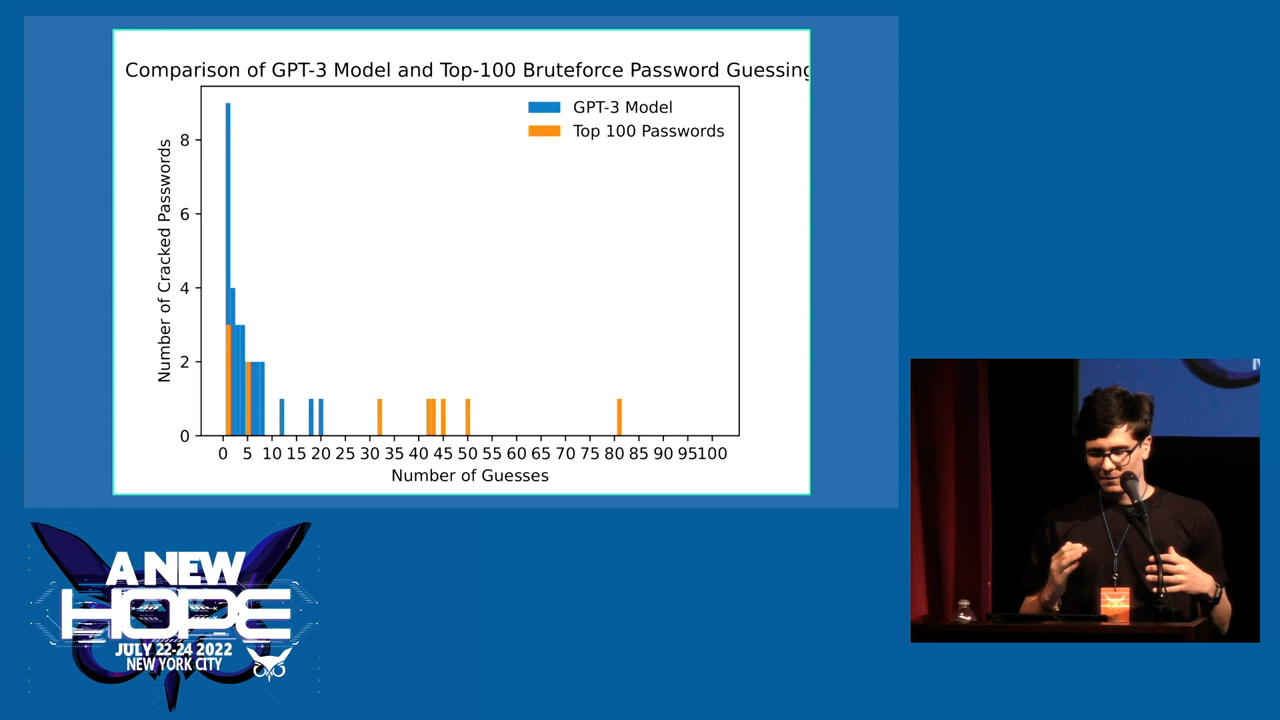 Comparison of GPT-3 Model and Top-100 Bruteforce Password Guessing
GPT-3 Model
Top 100 Passwords
Number of Cracked Passwords
8
6
4
2
0
0 5 10 15 20 25 30 35 40 45 50 55 60 65 70 75 80 85 90 95100
Number of Guesses
A NEW
HOPE
JULY 22-24 2022
NEW YORK CITY